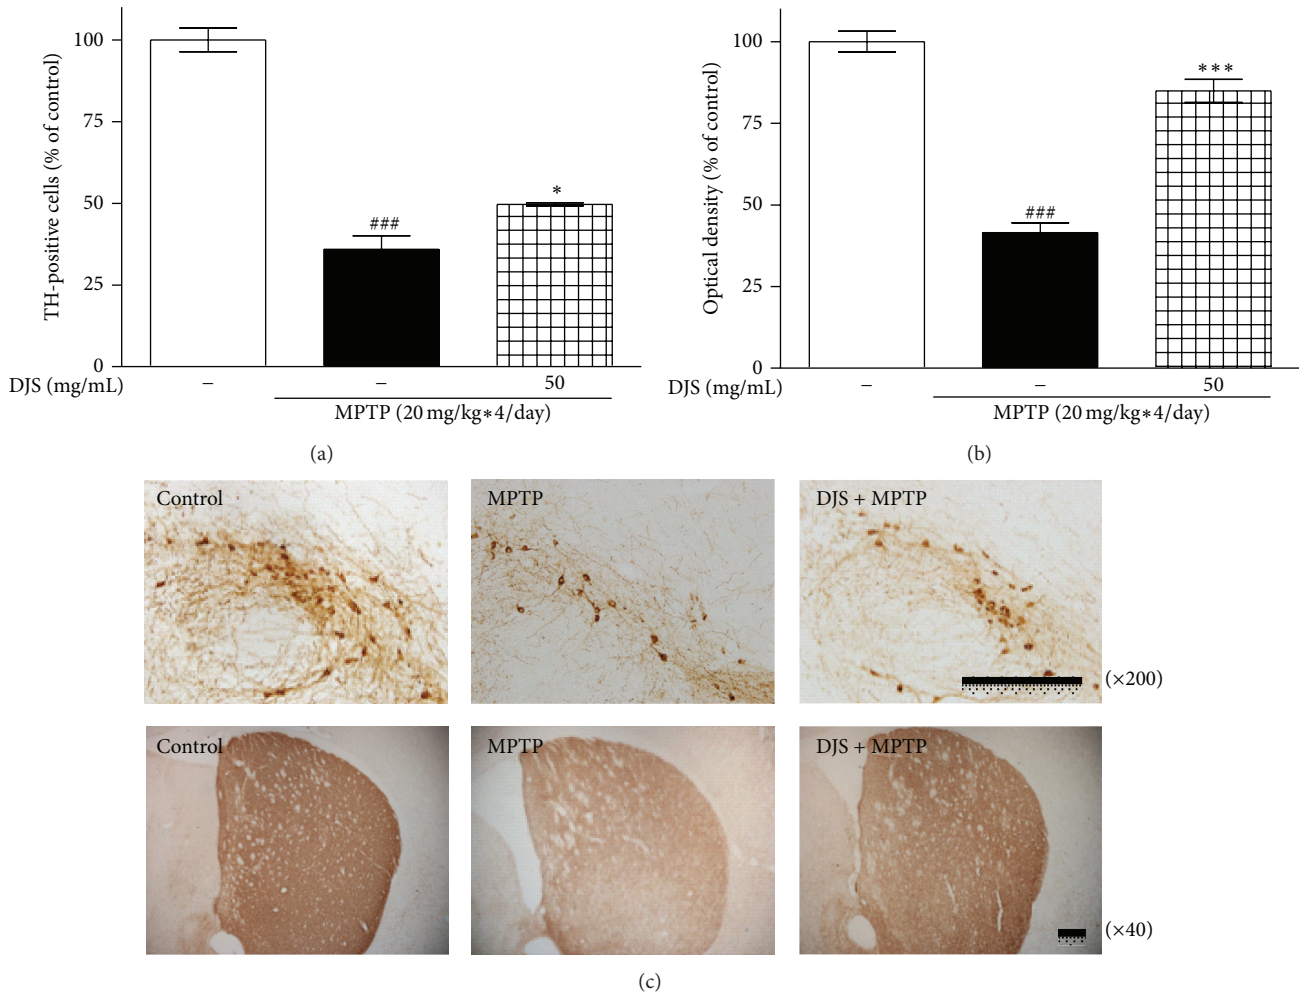 TH-positive cells (% of control)
100
75
50
25
0
###
*
DJS (mg/mL)
– – 50
MPTP (20 mg/kg∗4/day)
(a)
Optical density (% of control)
100
75
50
25
0
###
***
DJS (mg/mL)
– – 50
MPTP (20 mg/kg∗4/day)
(b)
Control MPTP DJS + MPTP
(×200)
Control MPTP DJS + MPTP
(×40)
(c)